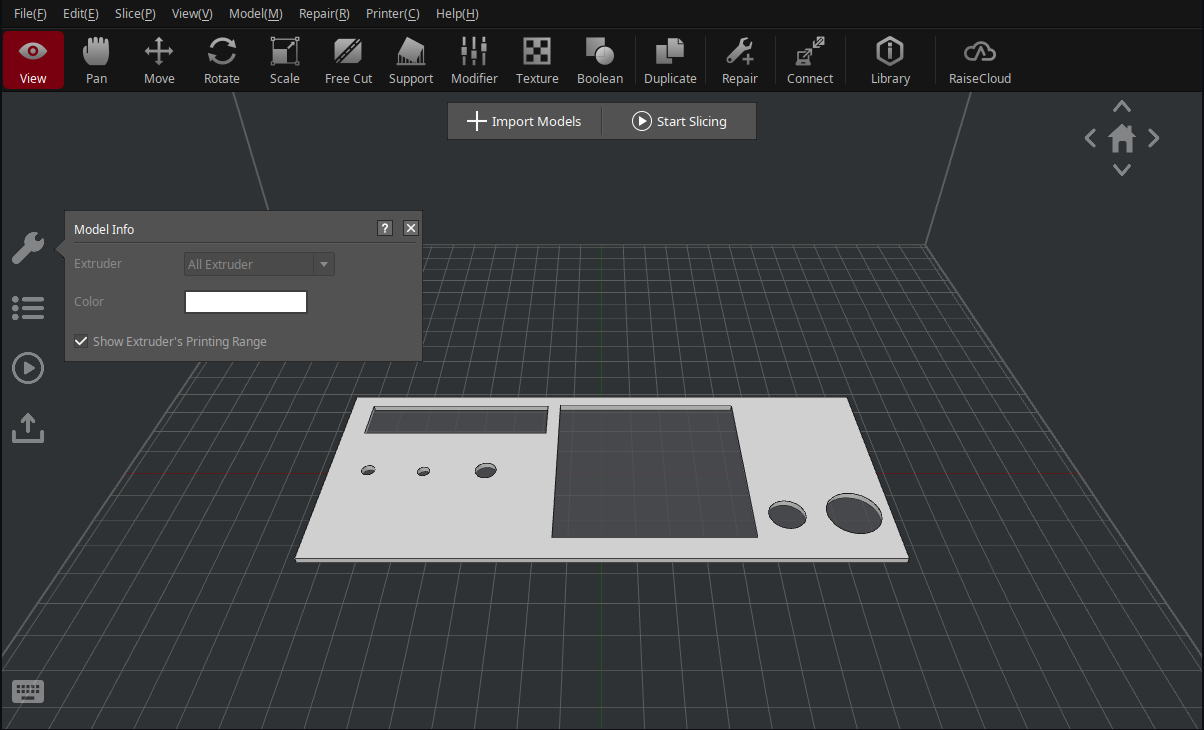 File(F) Edit(E) Slice(P) View(V) Model(M) Repair(R) Printer(C) Help(H)
View Pan Move Rotate Scale Free Cut Support Modifier Texture Boolean Duplicate Repair Connect Library RaiseCloud
Import Models Start Slicing
Model Info ?
Extruder All Extruder
Color
Show Extruder's Printing Range